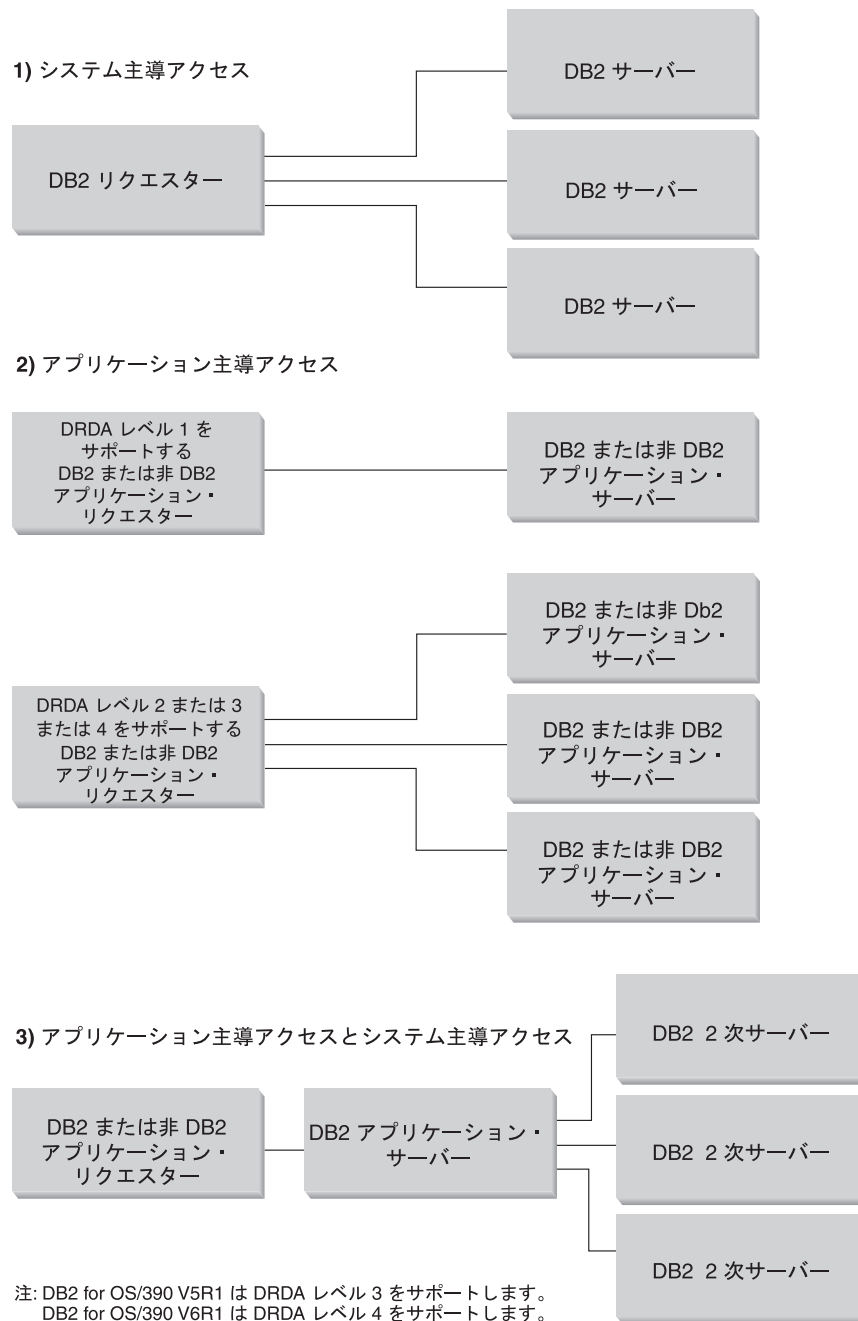 1) システム主導アクセス
DB2 リクエスター
DB2 サーバー
DB2 サーバー
DB2 サーバー
2) アプリケーション主導アクセス
DRDA レベル 1 を
サポートする
DB2 または非 DB2
アプリケーション・
リクエスター
DB2 または非 DB2
アプリケーション・
サーバー
DRDA レベル 2 または 3
または 4 をサポートする
DB2 または非 DB2
アプリケーション・
リクエスター
DB2 または非 Db2
アプリケーション・
サーバー
DB2 または非 DB2
アプリケーション・
サーバー
DB2 または非 DB2
アプリケーション・
サーバー
3) アプリケーション主導アクセスとシステム主導アクセス
DB2 または非 DB2
アプリケーション・
リクエスター
DB2 アプリケーション・
サーバー
DB2 2 次サーバー
DB2 2 次サーバー
DB2 2 次サーバー
注: DB2 for OS/390 V5R1 は DRDA レベル 3 をサポートします。
DB2 for OS/390 V6R1 は DRDA レベル 4 をサポートします。